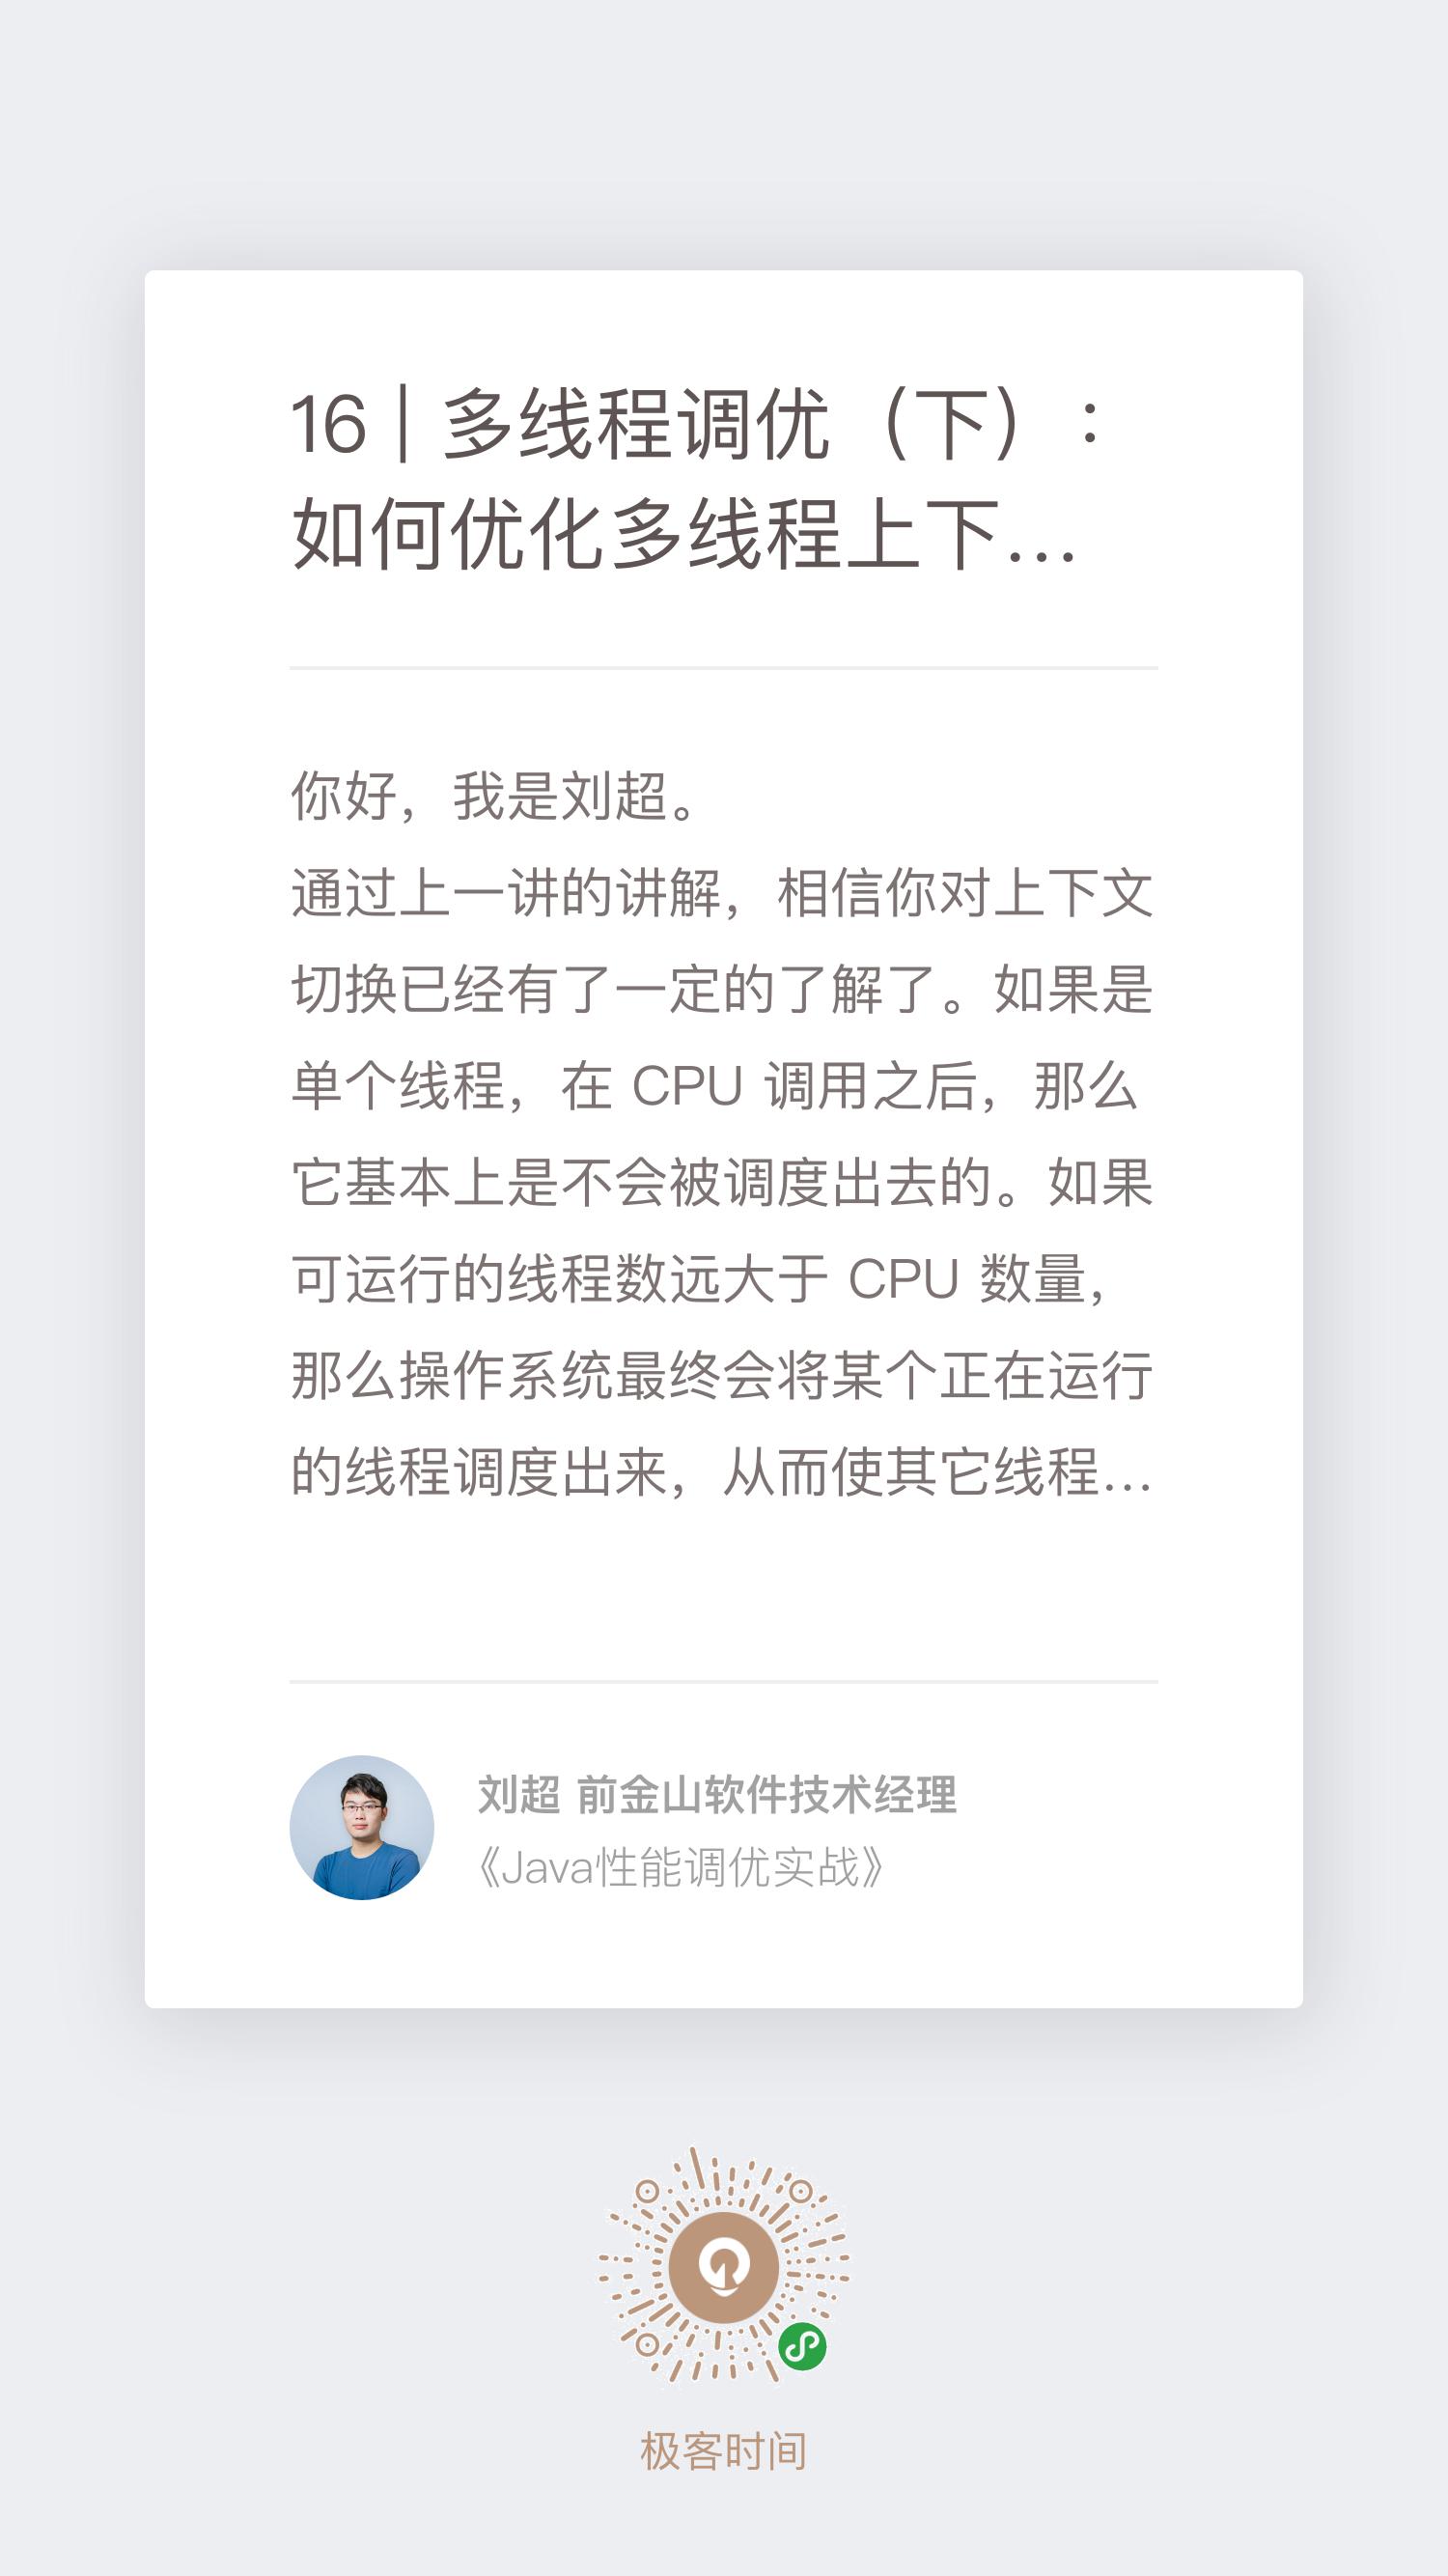 16 | 多线程调优（下）：
如何优化多线程上下...
你好，我是刘超。
通过上一讲的讲解，相信你对上下文
切换已经有了一定的了解了。如果是
单个线程，在 CPU 调用之后，那么
它基本上是不会被调度出去的。如果
可运行的线程数远大于 CPU 数量，
那么操作系统最终会将某个正在运行
的线程调度出来，从而使其它线程...
刘超 前金山软件技术经理
《Java性能调优实战》
极客时间